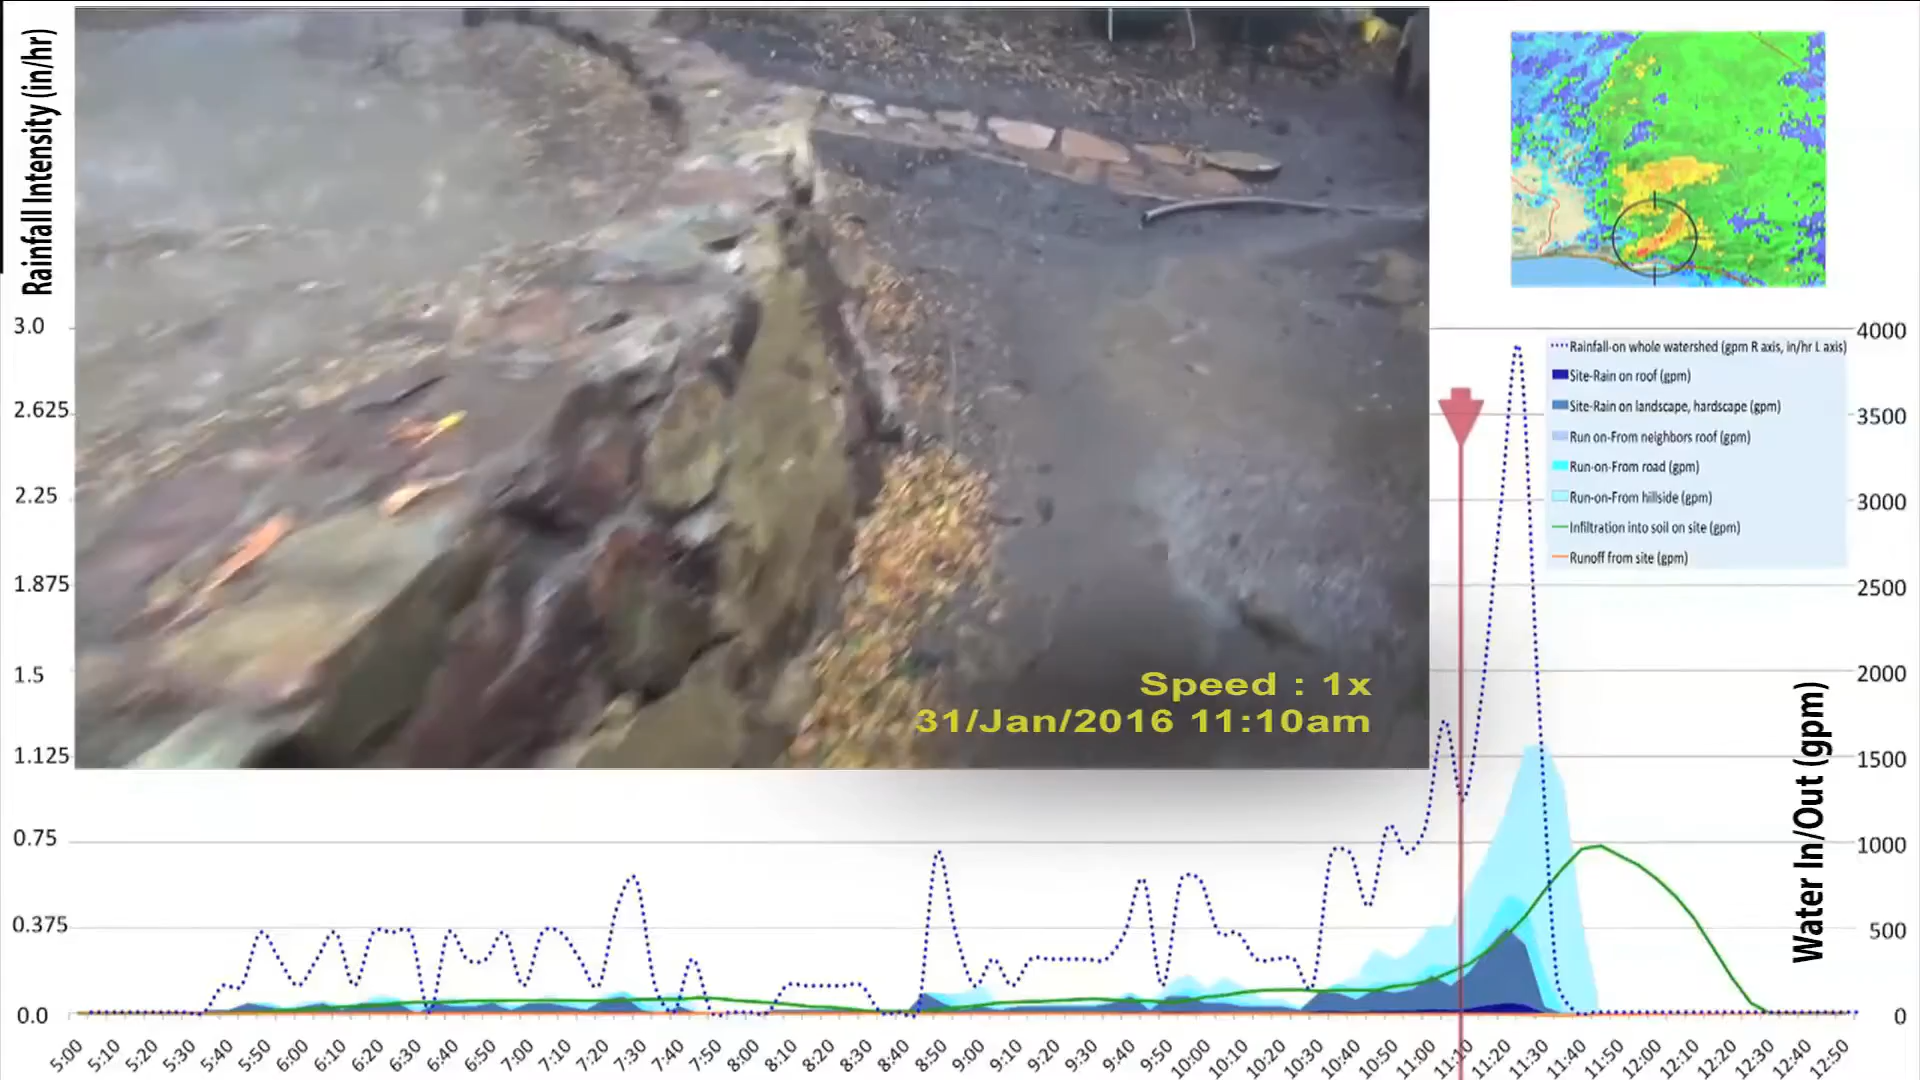 Rainfall Intensity (in/hr)
3.0
2.625
2.25
1.875
1.5
1.125
0.75
0.375
0.0
Speed : 1x
31/Jan/2016 11:10am
Rainfall-on whole watershed (gpm R axis, in/hr L axis)
Site-Rain on roof (gpm)
Site-Rain on landscape, hardscape (gpm)
Run on-From neighbors roof (gpm)
Run-on-From road (gpm)
Run-on-From hillside (gpm)
Infiltration into soil on site (gpm)
Runoff from site (gpm)
4000
3500
3000
2500
2000
1500
1000
500
0
Water In/Out (gpm)
5:00 5:10 5:20 5:30 5:40 5:50 6:00 6:10 6:20 6:30 6:40 6:50 7:00 7:10 7:20 7:30 7:40 7:50 8:00 8:10 8:20 8:30 8:40 8:50 9:00 9:10 9:20 9:30 9:40 9:50 10:00 10:10 10:20 10:30 10:40 10:50 11:00 11:10 11:20 11:30 11:40 11:50 12:00 12:10 12:20 12:30 12:40 12:50